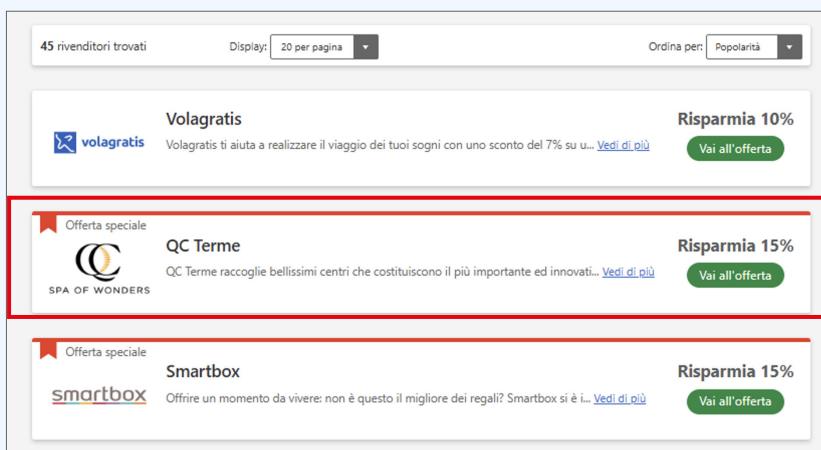 45 rivenditori trovati Display: 20 per pagina Ordina per: Popolarità
volagratis
Volagratis
Risparmia 10%
Volagratis ti aiuta a realizzare il viaggio dei tuoi sogni con uno sconto del 7% su u... Vedi di più
Vai all'offerta
Offerta speciale
QC
SPA OF WONDERS
QC Terme
Risparmia 15%
QC Terme raccoglie bellissimi centri che costituiscono il più importante ed innovati... Vedi di più
Vai all'offerta
Offerta speciale
smartbox
Smartbox
Risparmia 15%
Offrire un momento da vivere: non è questo il migliore dei regali? Smartbox si è i... Vedi di più
Vai all'offerta